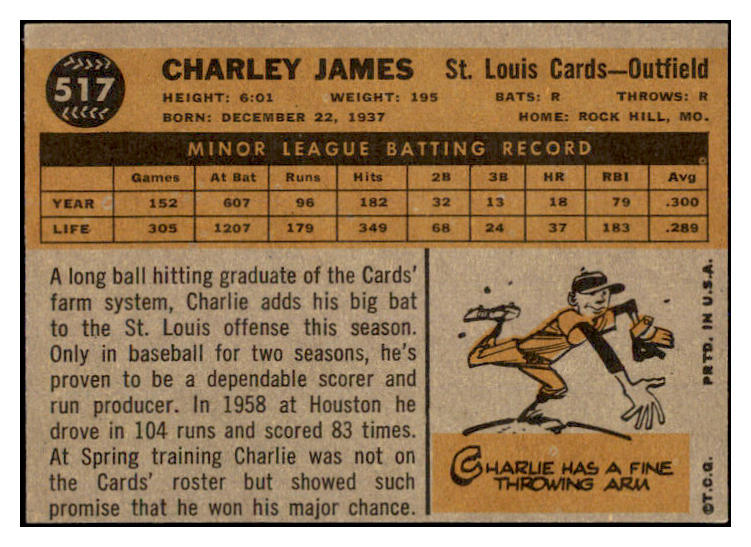 517
CHARLEY JAMES St. Louis Cards—Outfield
HEIGHT: 6:01 WEIGHT: 195 BATS: R THROWS: R
BORN: DECEMBER 22, 1937 HOME: ROCK HILL, MO.
MINOR LEAGUE BATTING RECORD
Games At Bat Runs Hits 2B 3B HR RBI Avg
YEAR 152 607 96 182 32 13 18 79 .300
LIFE 305 1207 179 349 68 24 37 183 .289
A long ball hitting graduate of the Cards'
farm system, Charlie adds his big bat
to the St. Louis offense this season.
Only in baseball for two seasons, he's
proven to be a dependable scorer and
run producer. In 1958 at Houston he
drove in 104 runs and scored 83 times.
At Spring training Charlie was not on
the Cards' roster but showed such
promise that he won his major chance.
CHARLIE HAS A FINE
THROWING ARM
©T.C.G. PRTD. IN U.S.A.